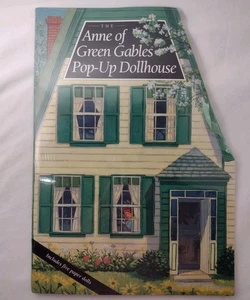 THE
Anne of
Green Gables
Pop-Up Dollhouse
Includes five paper dolls